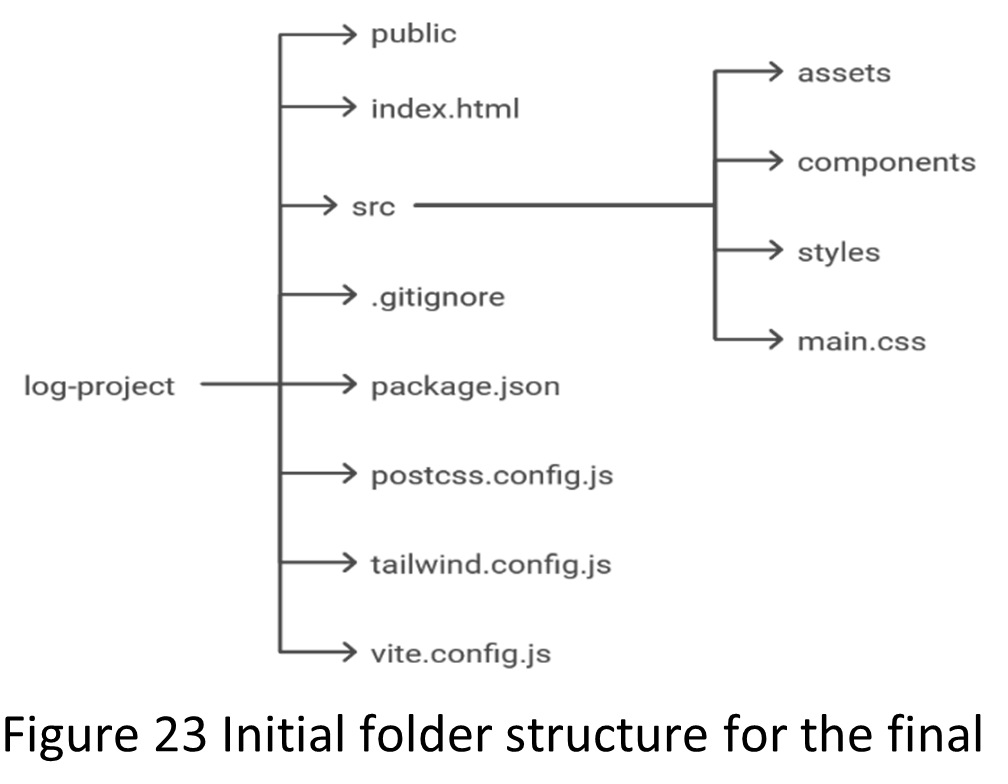 public
index.html
src
.gitignore
log-project
package.json
postcss.config.js
tailwind.config.js
vite.config.js
assets
components
styles
main.css
Figure 23 Initial folder structure for the final